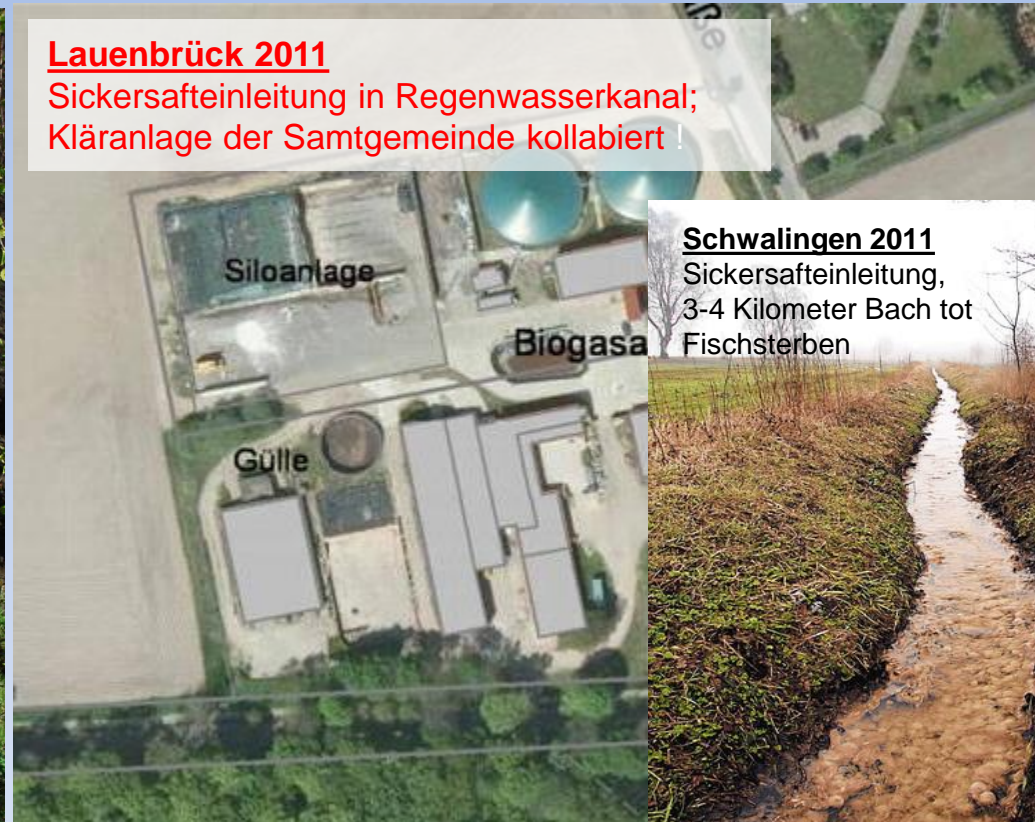 Lauenbrück 2011
Sickersafteinleitung in Regenwasserkanal;
Kläranlage der Samtgemeinde kollabiert !
Schwalingen 2011
Sickersafteinleitung,
3-4 Kilometer Bach tot
Fischsterben
Siloanlage
Biogasa
Gülle